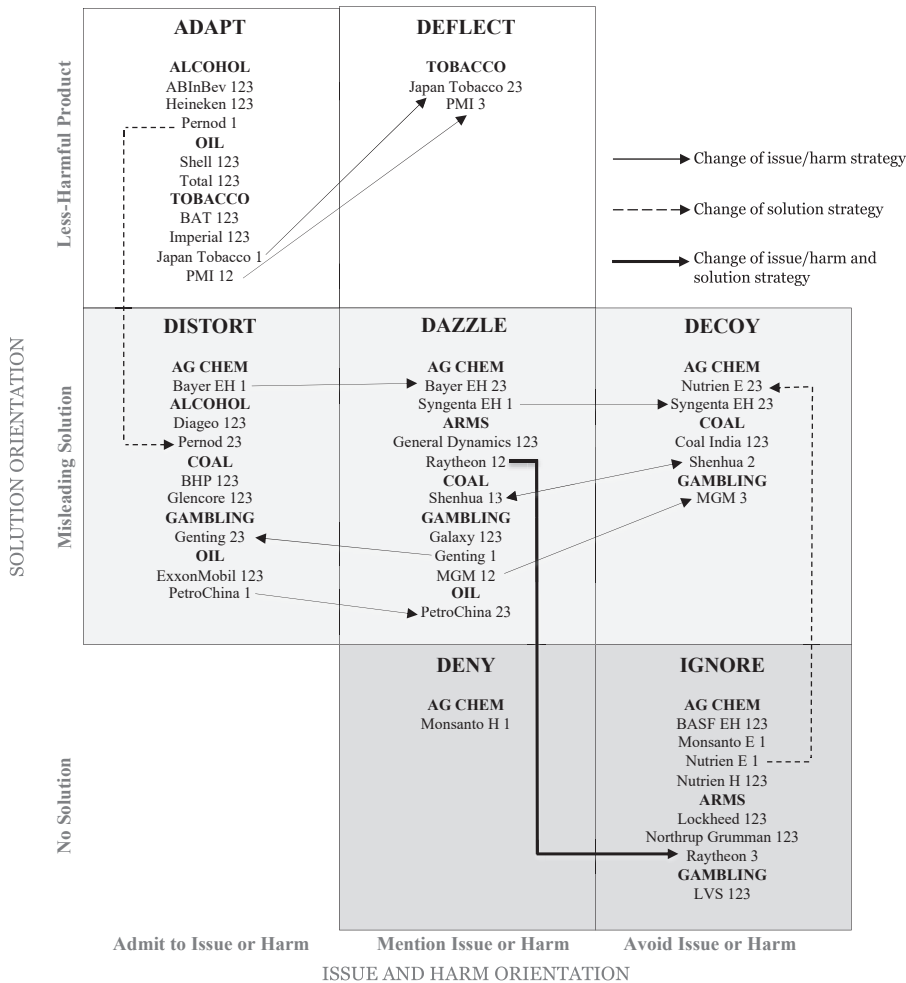 ADAPT
ALCOHOL
ABInBev 123
Heineken 123
Pernod 1
OIL
Shell 123
Total 123
TOBACCO
BAT 123
Imperial 123
Japan Tobacco 1
PMI 12
DEFLECT
TOBACCO
Japan Tobacco 23
PMI 3
Change of issue/harm strategy
Change of solution strategy
Change of issue/harm and
solution strategy
DISTORT
AG CHEM
Bayer EH 1
ALCOHOL
Diageo 123
Pernod 23
COAL
BHP 123
Glencore 123
GAMBLING
Genting 23
OIL
ExxonMobil 123
PetroChina 1
DAZZLE
AG CHEM
Bayer EH 23
Syngenta EH 1
ARMS
General Dynamics 123
Raytheon 12
COAL
Shenhua 13
GAMBLING
Galaxy 123
Genting 1
MGM 12
OIL
PetroChina 23
DECOY
AG CHEM
Nutrien E 23
Syngenta EH 23
COAL
Coal India 123
Shenhua 2
GAMBLING
MGM 3
DENY
AG CHEM
Monsanto H 1
IGNORE
AG CHEM
BASF EH 123
Monsanto E 1
Nutrien E 1
Nutrien H 123
ARMS
Lockheed 123
Northrup Grumman 123
Raytheon 3
GAMBLING
LVS 123
SOLUTION ORIENTATION
Less-Harmful Product
Misleading Solution
No Solution
Admit to Issue or Harm
Mention Issue or Harm
Avoid Issue or Harm
ISSUE AND HARM ORIENTATION